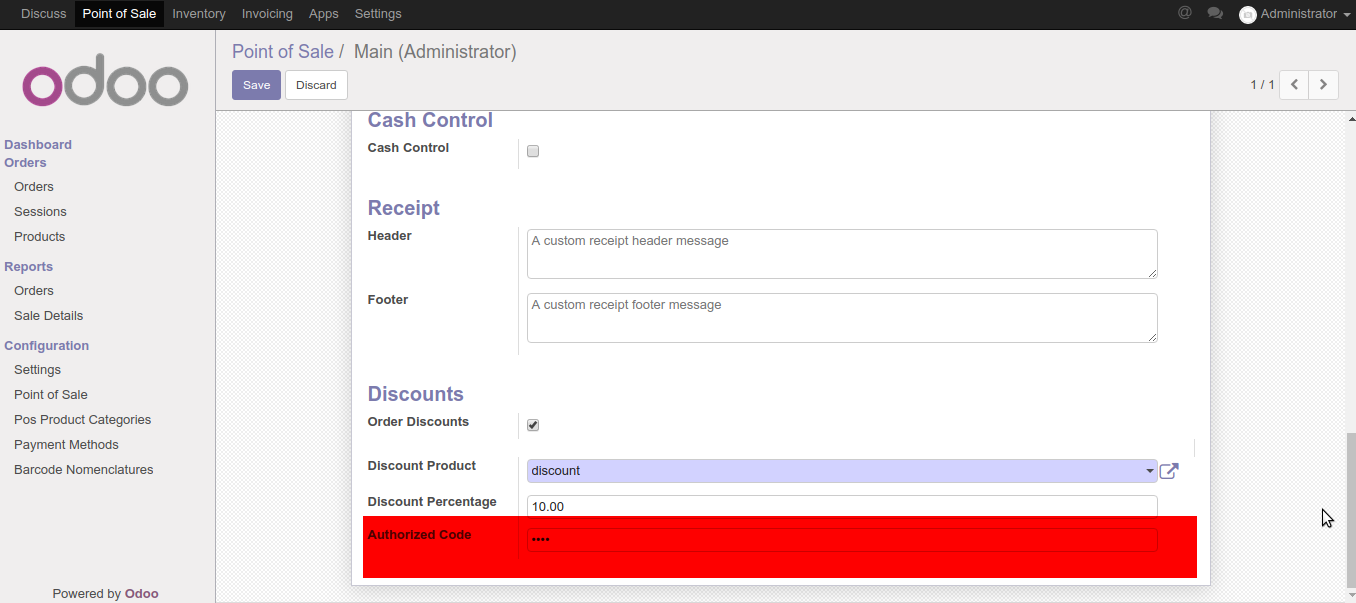 Discuss Point of Sale Inventory Invoicing Apps Settings @ Administrator
odoo
Dashboard
Orders
Orders
Sessions
Products
Reports
Orders
Sale Details
Configuration
Settings
Point of Sale
Pos Product Categories
Payment Methods
Barcode Nomenclatures
Powered by Odoo
Point of Sale / Main (Administrator)
Save Discard 1 / 1
Cash Control
Cash Control
Receipt
Header A custom receipt header message
Footer A custom receipt footer message
Discounts
Order Discounts
Discount Product discount
Discount Percentage 10.00
Authorized Code ••••